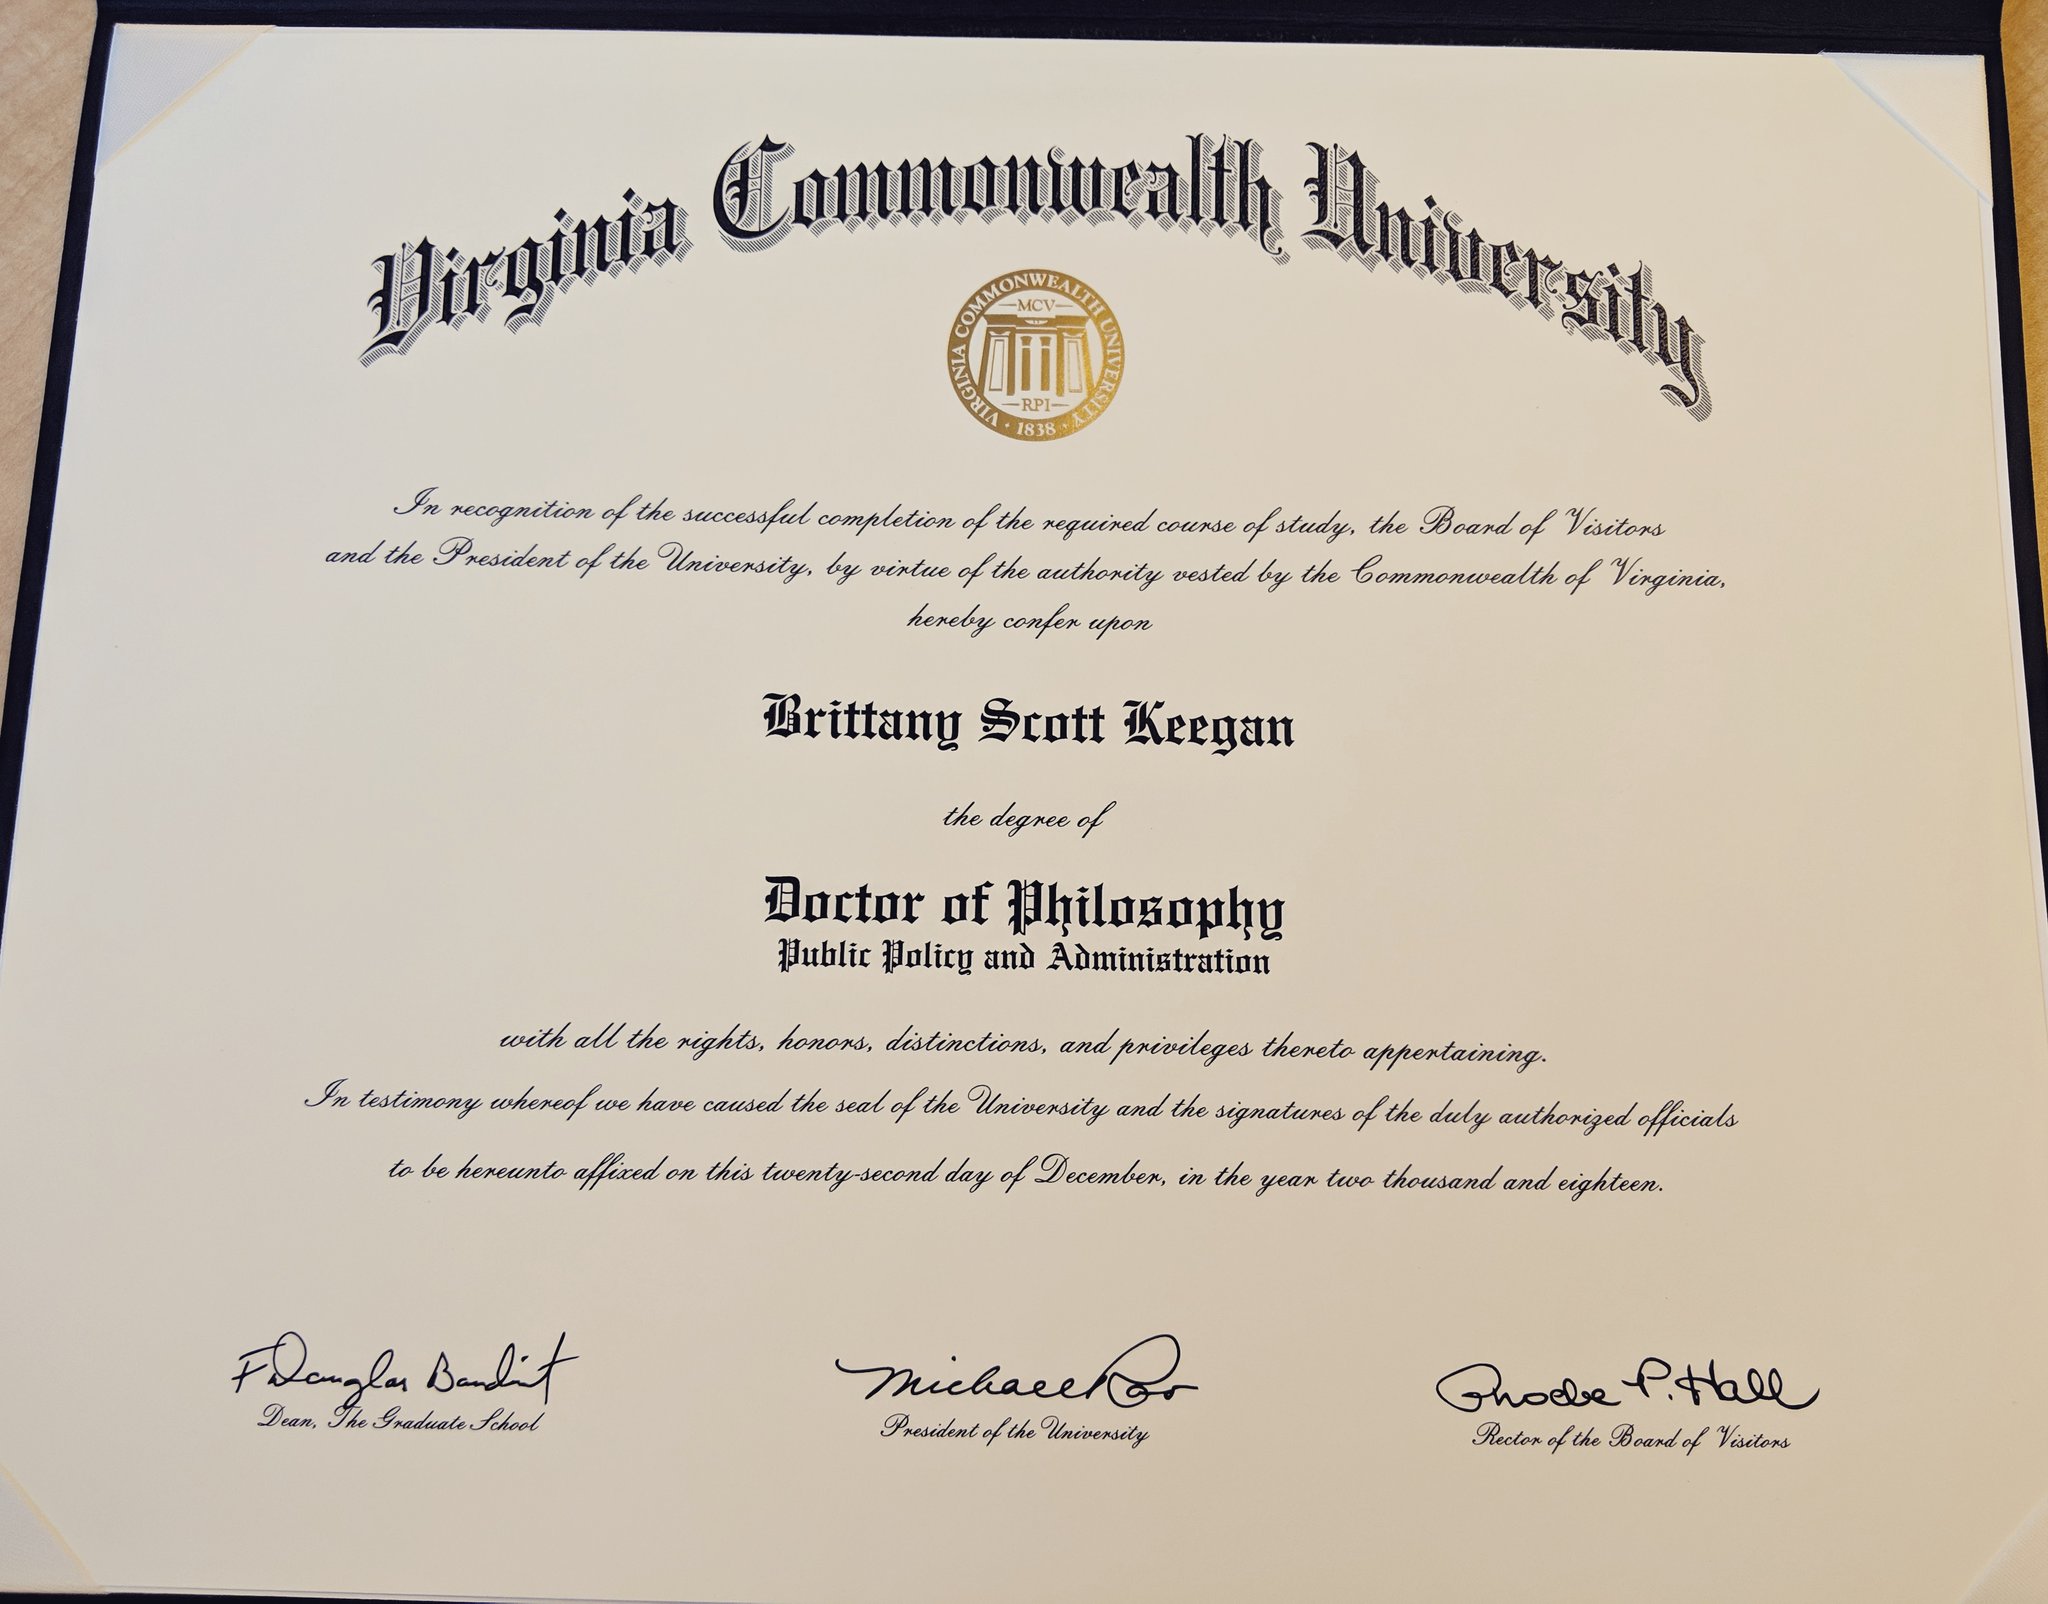 Virginia Commonwealth University
VIRGINIA COMMONWEALTH UNIVERSITY
MCV
RPI
1838
In recognition of the successful completion of the required course of study, the Board of Visitors
and the President of the University, by virtue of the authority vested by the Commonwealth of Virginia,
hereby confer upon
Brittany Scott Keegan
the degree of
Doctor of Philosophy
Public Policy and Administration
with all the rights, honors, distinctions, and privileges thereto appertaining.
In testimony whereof we have caused the seal of the University and the signatures of the duly authorized officials
to be hereunto affixed on this twenty-second day of December, in the year two thousand and eighteen.
F Douglas Boudinot Michael Rao Phoebe P. Hall
Dean, The Graduate School President of the University Rector of the Board of Visitors